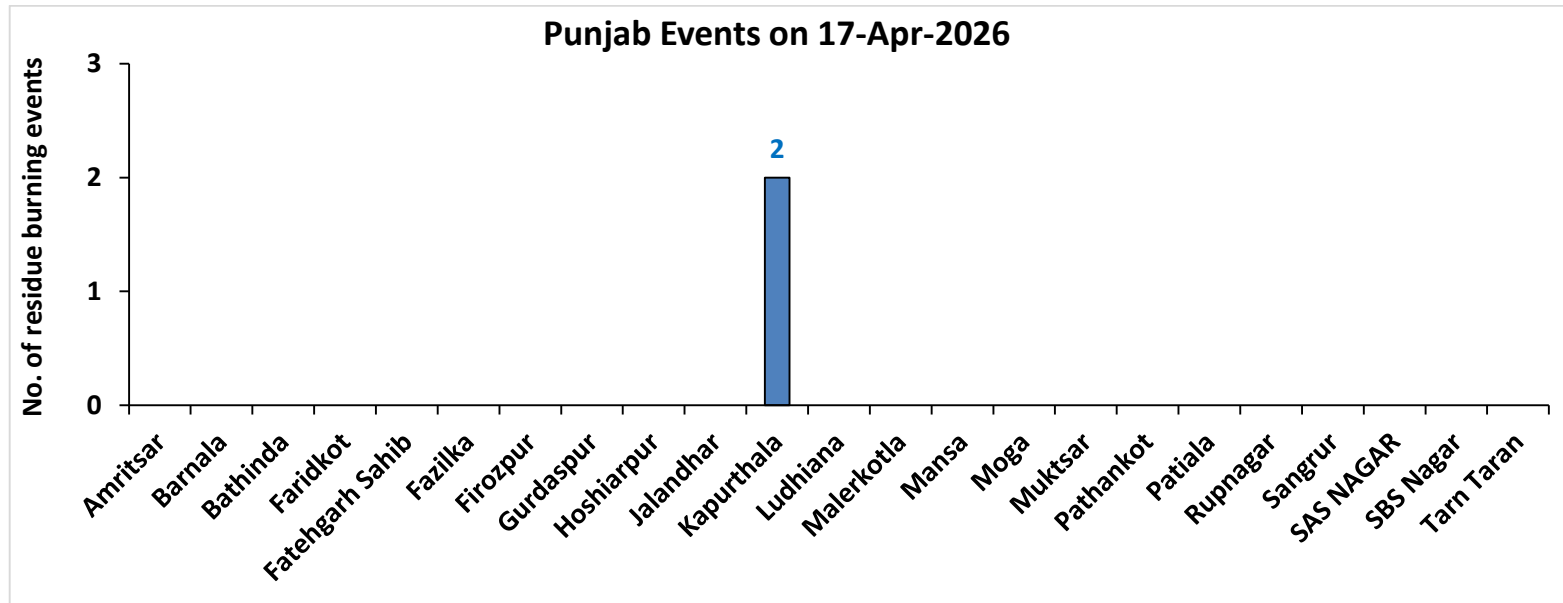 Punjab Events on 17-Apr-2026
No. of residue burning events
3
2
1
0
2
Amritsar
Barnala
Bathinda
Faridkot
Fatehgarh Sahib
Fazilka
Firozpur
Gurdaspur
Hoshiarpur
Jalandhar
Kapurthala
Ludhiana
Malerkotla
Mansa
Moga
Muktsar
Pathankot
Patiala
Rupnagar
Sangrur
SAS NAGAR
SBS Nagar
Tarn Taran